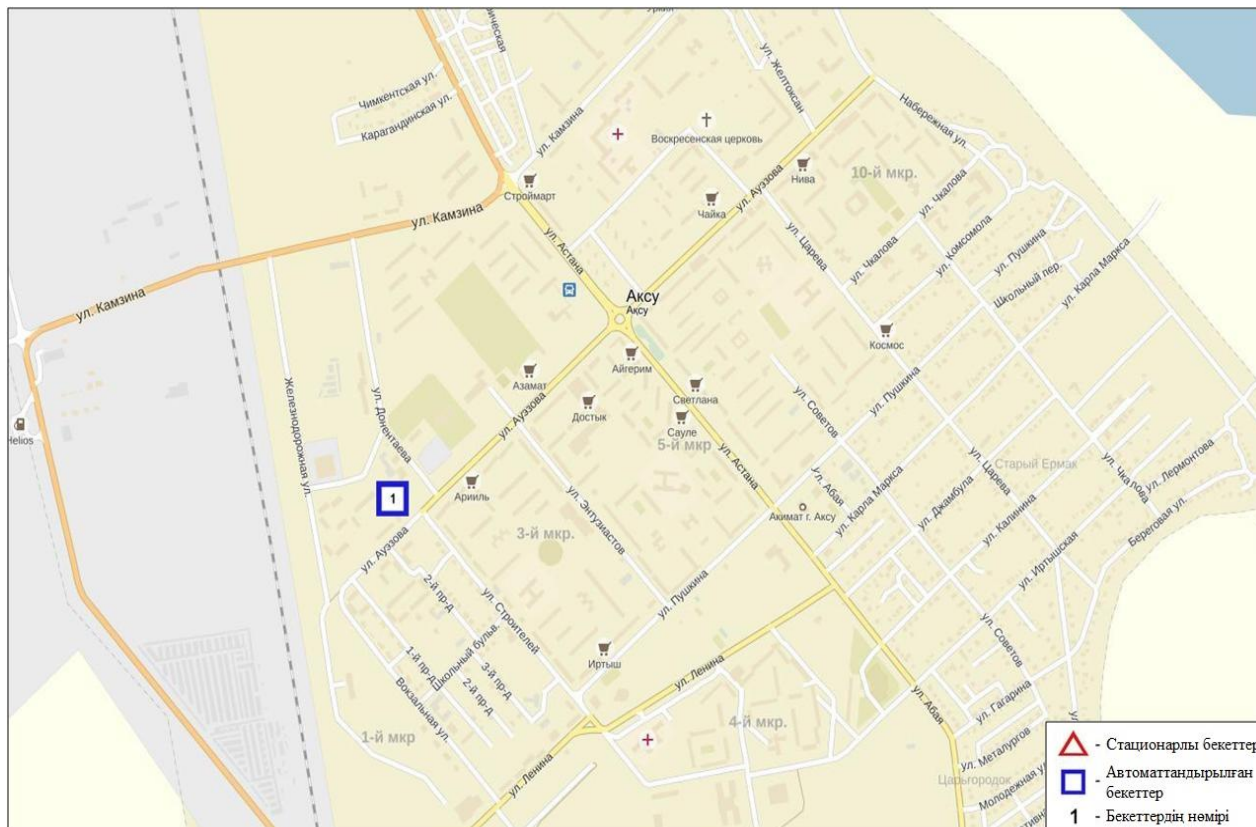 Чимкентская ул.
Карагандинская ул.
ул. Камзина
ул. Желтоксан
Набережная ул.
Воскресенская церковь
Нива
10-й мкр.
Строймарт
Чайка
ул. Ауэзова
ул. Чкалова
ул. Камзина
ул. Астана
ул. Царева
ул. Чкалова
ул. Комсомола
ул. Пушкина
Школьный пер.
ул. Карла Маркса
ул. Камзина
Аксу
Аксу
Космос
Айгерим
Азамат
Светлана
Достык
Сауле
5-й мкр
ул. Советов
ул. Пушкина
Железнодорожная ул.
ул. Донентаева
ул. Ауэзова
ул. Астана
Helios
Старый Ермак
ул. Царева
ул. Чкалова
ул. Лермонтова
Береговая ул.
1
Арииль
ул. Абая
ул. Карла Маркса
ул. Джамбула
ул. Калинина
Акимат г. Аксу
ул. Энтузиастов
3-й мкр.
ул. Ауэзова
2-й пр-д
ул. Строителей
ул. Пушкина
ул. Иртышская
Школьный бульв.
1-й пр-д
3-й пр-д
2-й пр-д
Вокзальная ул.
Иртыш
ул. Ленина
ул. Советов
ул. Абая
ул. Гагарина
1-й мкр
4-й мкр.
ул. Ленина
ул. Металургов
Царьгородок
Молодежная ул.
- Стационарлы бекеттер
- Автоматтандырылған
бекеттер
1 - Бекеттердің нөмірі